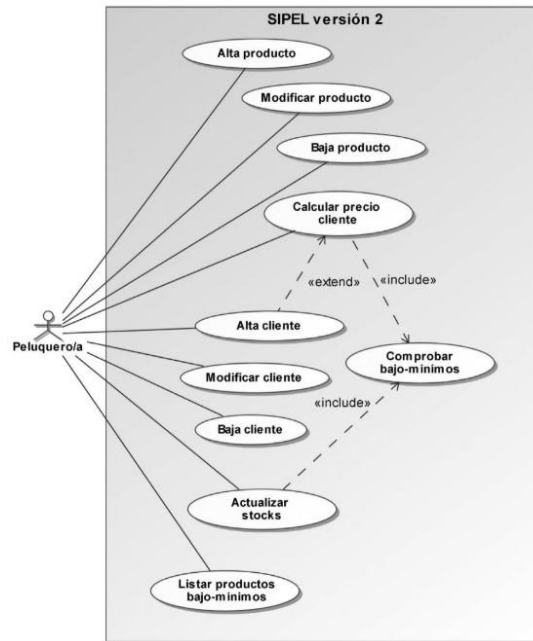 SIPEL versión 2
Alta producto
Modificar producto
Baja producto
Calcular precio
cliente
«extend»
«include»
Alta cliente
Peluquero/a
Comprobar
bajo-mínimos
Modificar cliente
«include»
Baja cliente
Actualizar
stocks
Listar productos
bajo-mínimos